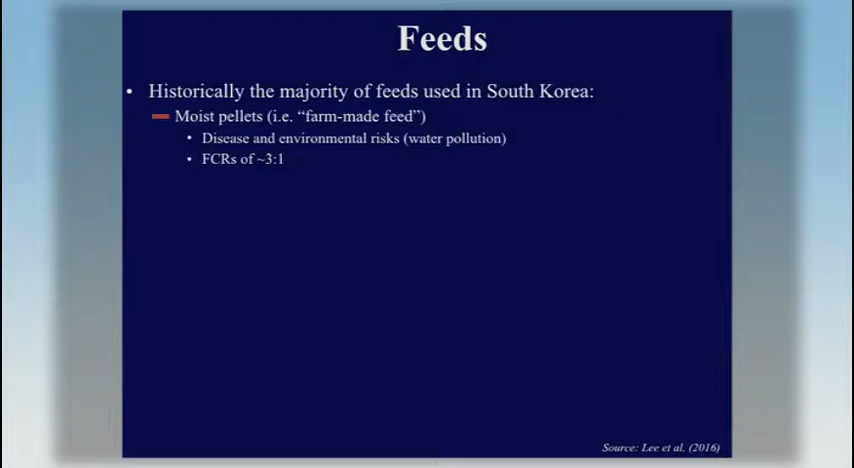 Feeds
• Historically the majority of feeds used in South Korea:
Moist pellets (i.e. “farm-made feed”)
• Disease and environmental risks (water pollution)
• FCRs of ~3:1
Source: Lee et al. (2016)